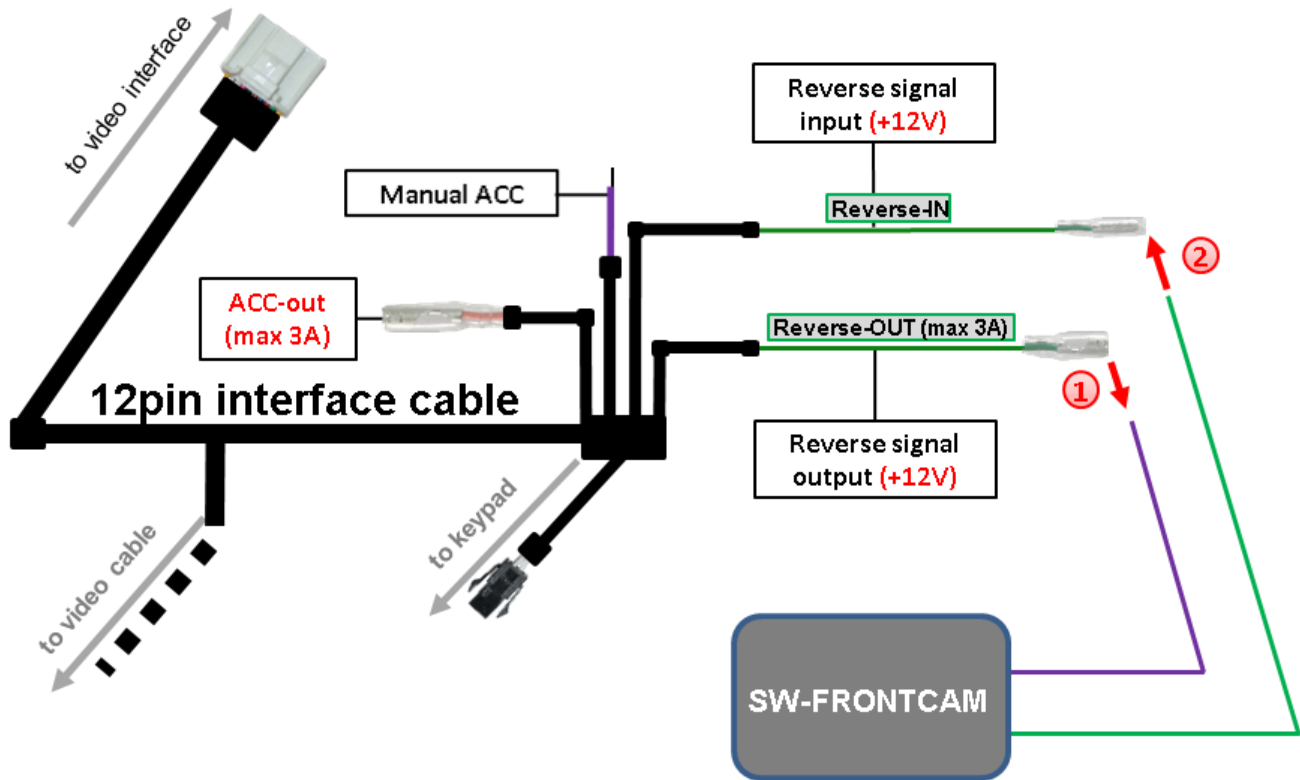 to video interface
Reverse signal
input (+12V)
Manual ACC
Reverse-IN
2
ACC-out
(max 3A)
Reverse-OUT (max 3A)
1
12pin interface cable
Reverse signal
output (+12V)
to keypad
to video cable
SW-FRONTCAM